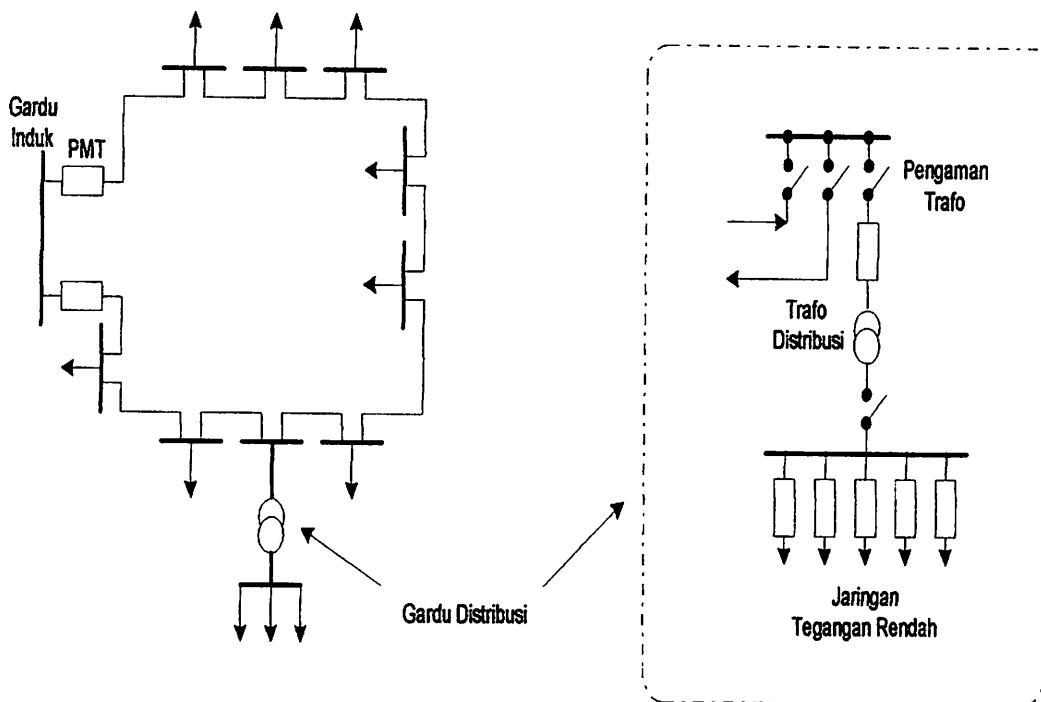 Gardu
Induk
PMT
Pengaman
Trafo
Trafo
Distribusi
Gardu Distribusi
Jaringan
Tegangan Rendah